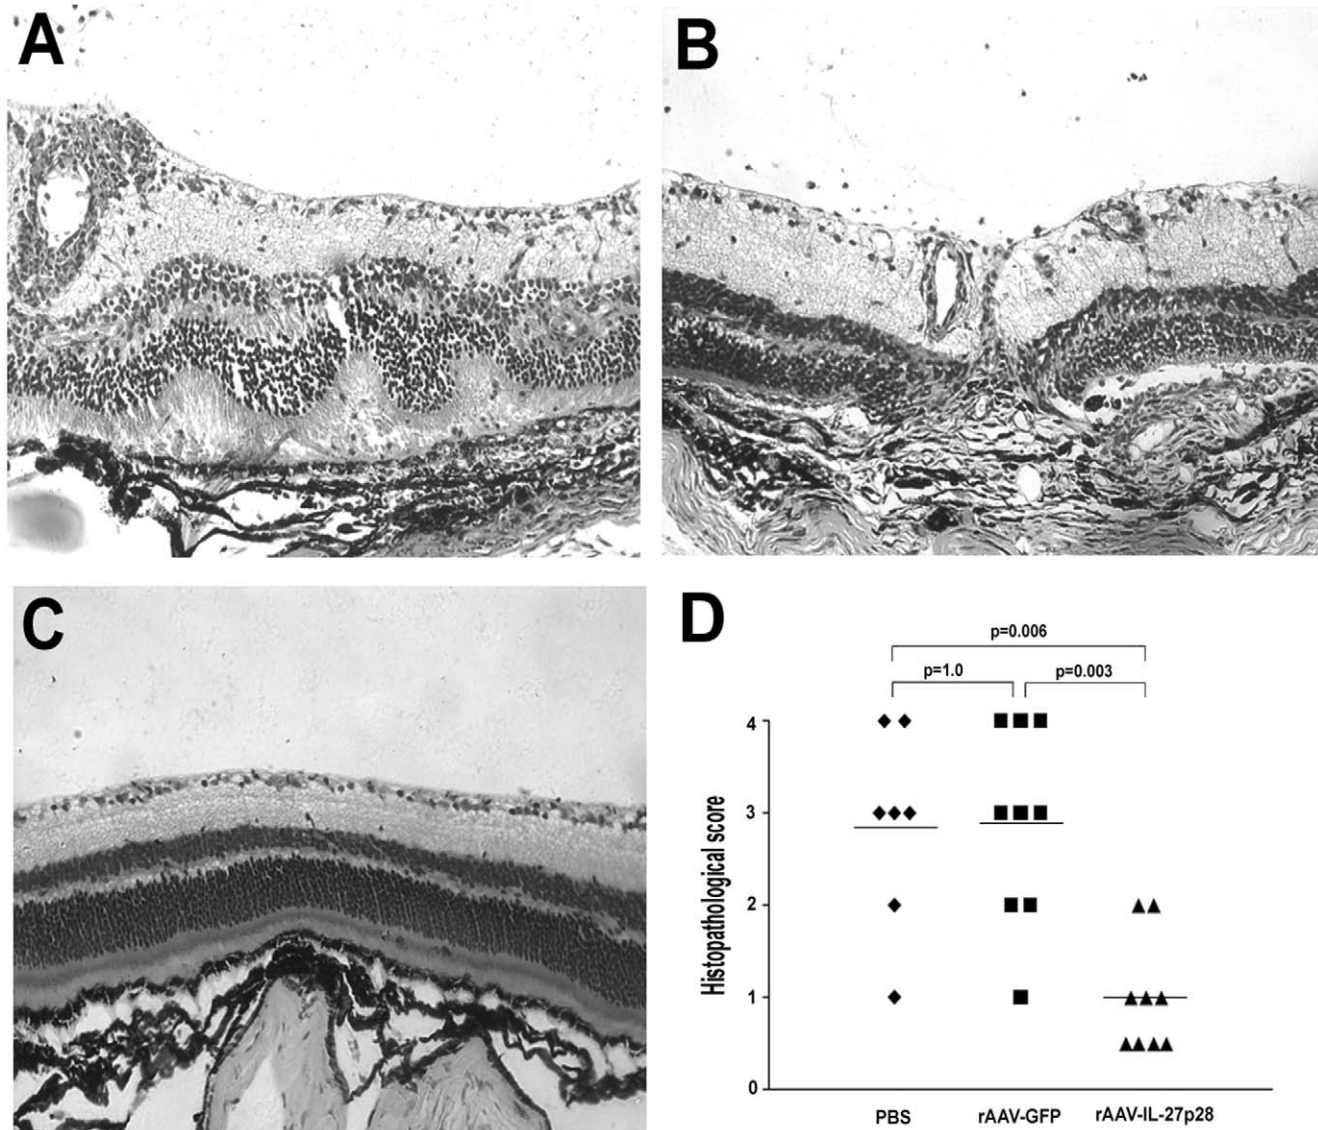 A
B
C
D
p=0.006
p=1.0
p=0.003
4
3
2
1
0
Histopathological score
PBS
rAAV-GFP
rAAV-IL-27p28